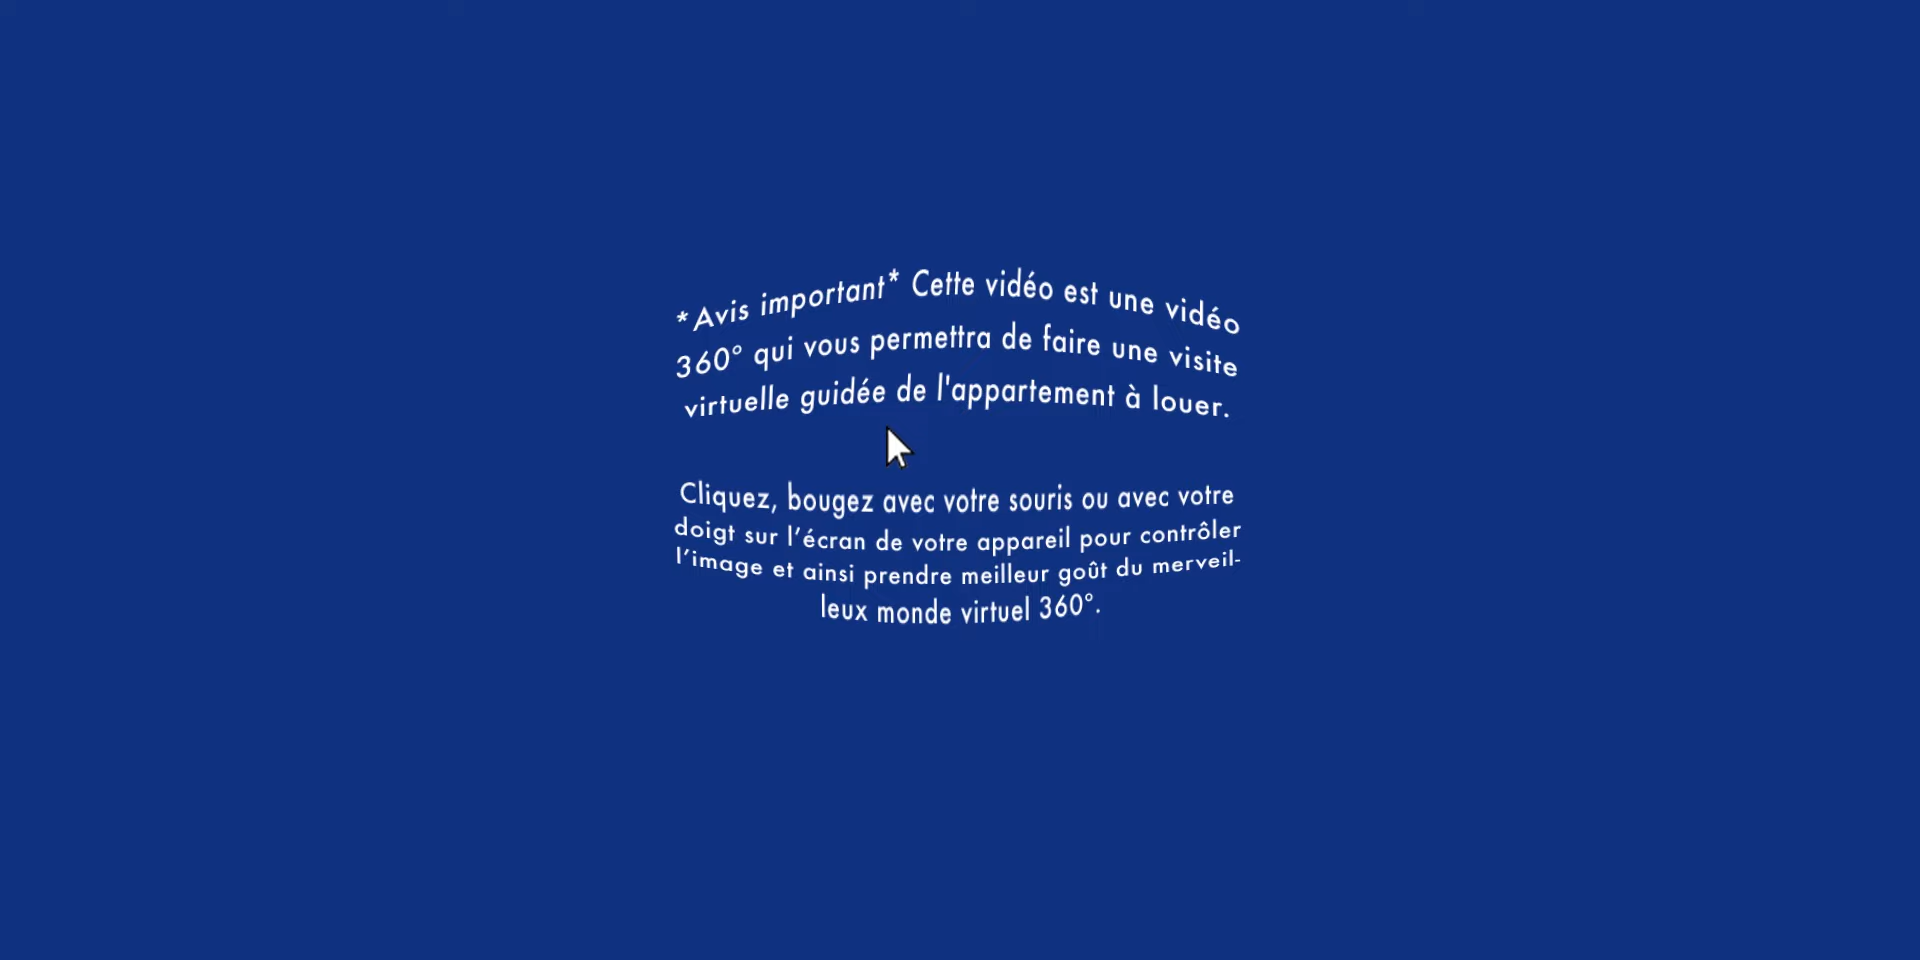 *Avis important* Cette vidéo est une vidéo
360° qui vous permettra de faire une visite
virtuelle guidée de l'appartement à louer.
Cliquez, bougez avec votre souris ou avec votre
doigt sur l’écran de votre appareil pour contrôler
l’image et ainsi prendre meilleur goût du merveil-
leux monde virtuel 360°.